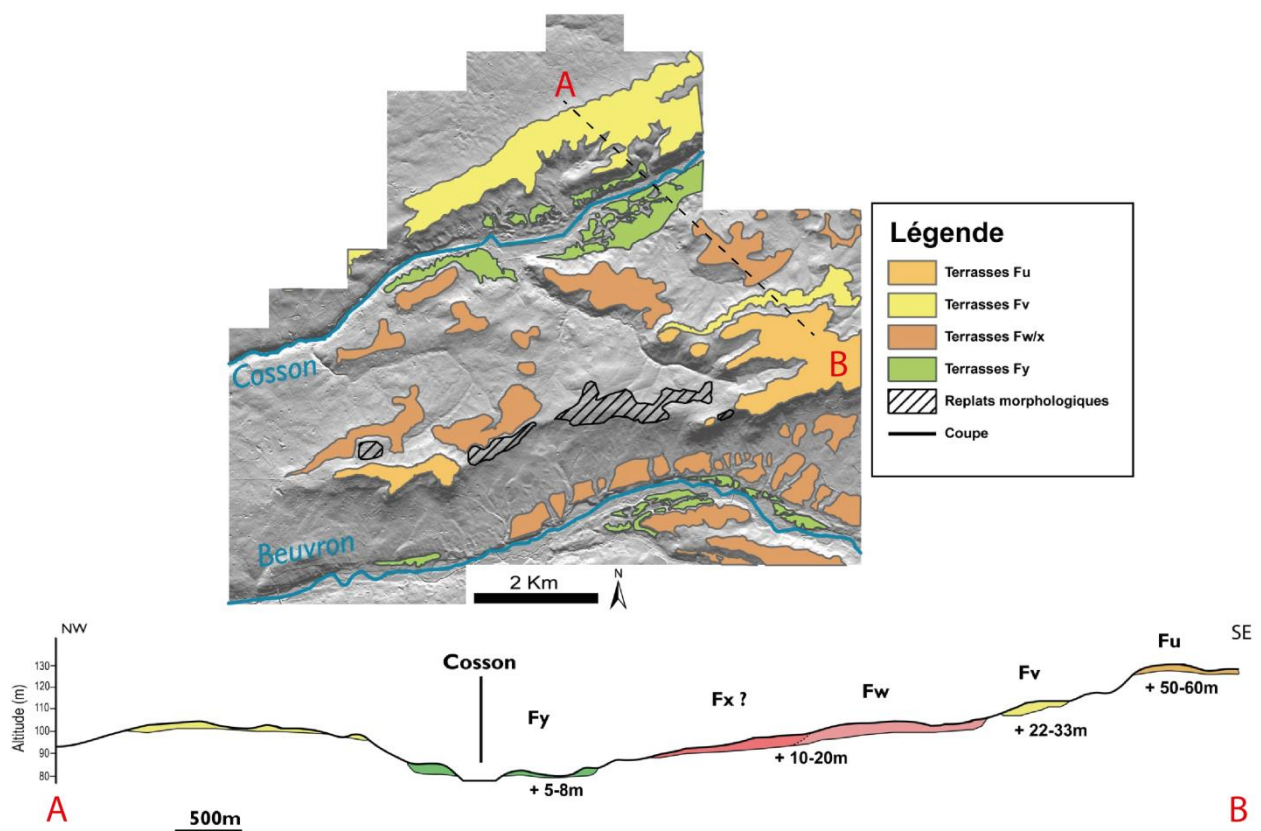 A
B
Cosson
Beuvron
2 Km
N
Légende
Terrasses Fu
Terrasses Fv
Terrasses Fw/x
Terrasses Fy
Replats morphologiques
Coupe
NW
SE
Altitude (m)
130
120
110
100
90
80
Cosson
Fy
Fx ?
Fw
Fv
Fu
+ 5-8m
+ 10-20m
+ 22-33m
+ 50-60m
A
B
500m